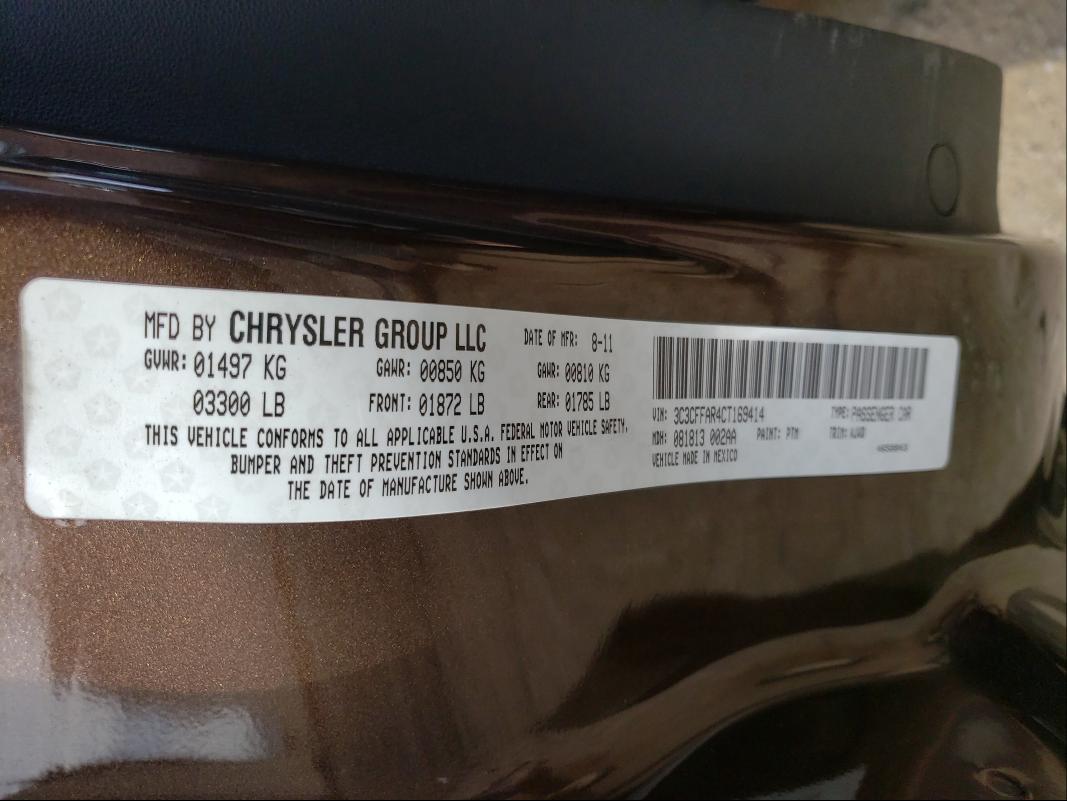 MFD BY CHRYSLER GROUP LLC DATE OF MFR: 8-11
GVWR: 01497 KG GAWR: 00850 KG GAWR: 00810 KG
03300 LB FRONT: 01872 LB REAR: 01785 LB
THIS VEHICLE CONFORMS TO ALL APPLICABLE U.S.A. FEDERAL MOTOR VEHICLE SAFETY,
BUMPER AND THEFT PREVENTION STANDARDS IN EFFECT ON
THE DATE OF MANUFACTURE SHOWN ABOVE.
VIN: 3C3CFFAR4CT169414 TYPE: PASSENGER CAR
MDH: 081813 002AA PAINT: PTM TRIM:
VEHICLE MADE IN MEXICO